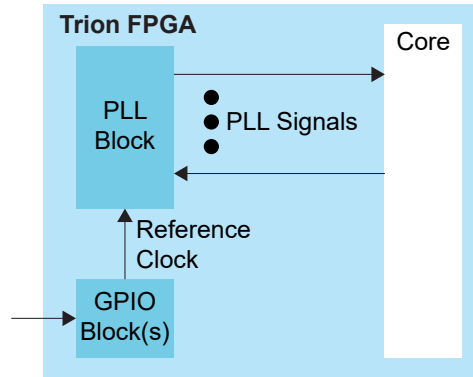 Trion FPGA
Core
PLL
Block
PLL Signals
Reference
Clock
GPIO
Block(s)